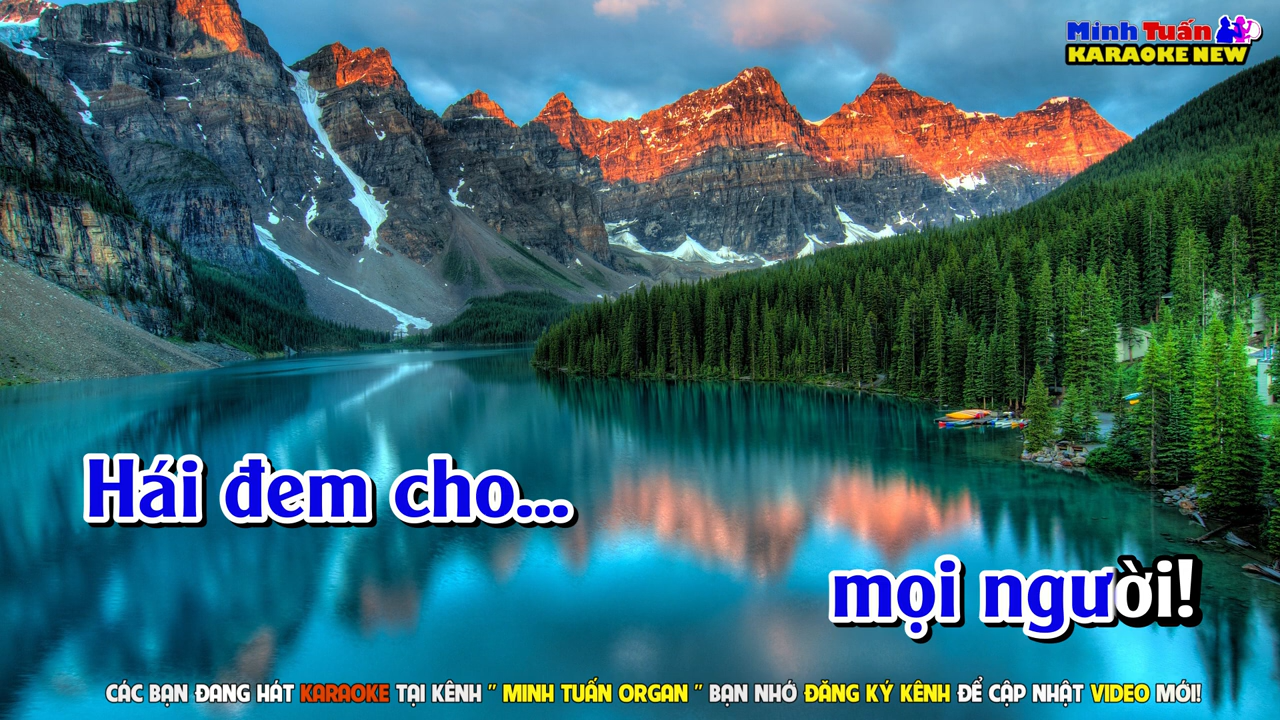 Minh Tuấn
KARAOKE NEW
Hái đem cho...
mọi người!
CÁC BẠN ĐANG HÁT KARAOKE TẠI KÊNH " MINH TUẤN ORGAN " BẠN NHỚ ĐĂNG KÝ KÊNH ĐỂ CẬP NHẬT VIDEO MỚI!